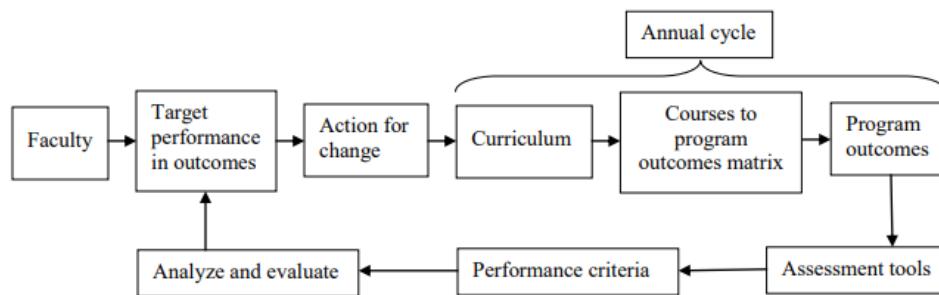 Annual cycle
Faculty
Target
performance
in outcomes
Action for
change
Curriculum
Courses to
program
outcomes matrix
Program
outcomes
Analyze and evaluate
Performance criteria
Assessment tools